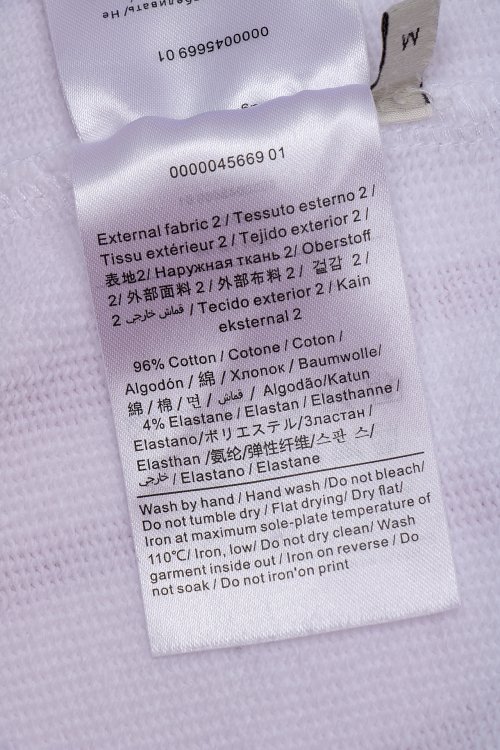 0000045669 01
M
0000045669 01
External fabric 2 / Tessuto esterno 2 /
Tissu extérieur 2 / Tejido exterior 2 /
表地2/ Наружная ткань 2/ Oberstoff
2/ 外部面料 2 / 外部布料 2 / 겉감 2 /
2 قماش خارجي / Tecido exterior 2 / Kain
eksternal 2
96% Cotton / Cotone / Coton /
Algodón / 綿 / Хлопок / Baumwolle/
綿 / 棉 / 면 / قماش / Algodão/Katun
4% Elastane / Elastan / Elasthanne /
Elastano/ポリエステル/Эластан /
Elasthan /氨纶/弹性纤维/스판 스/
خارجي / Elastano / Elastane
Wash by hand / Hand wash /Do not bleach/
Do not tumble dry / Flat drying/ Dry flat/
Iron at maximum sole-plate temperature of
110℃/ Iron, low/ Do not dry clean/ Wash
garment inside out / Iron on reverse / Do
not soak / Do not iron'on print